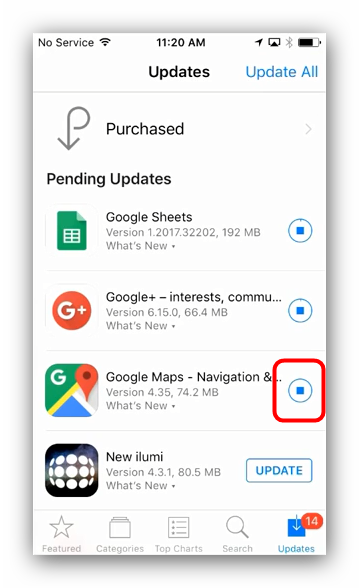 No Service 11:20 AM
Updates Update All
Purchased
Pending Updates
Google Sheets
Version 1.2017.32202, 192 MB
What's New
Google+ – interests, commu...
Version 6.15.0, 66.4 MB
What's New
Google Maps - Navigation &...
Version 4.35, 74.2 MB
What's New
New ilumi
Version 4.3.1, 80.5 MB
What's New
UPDATE
14
Featured Categories Top Charts Search Updates